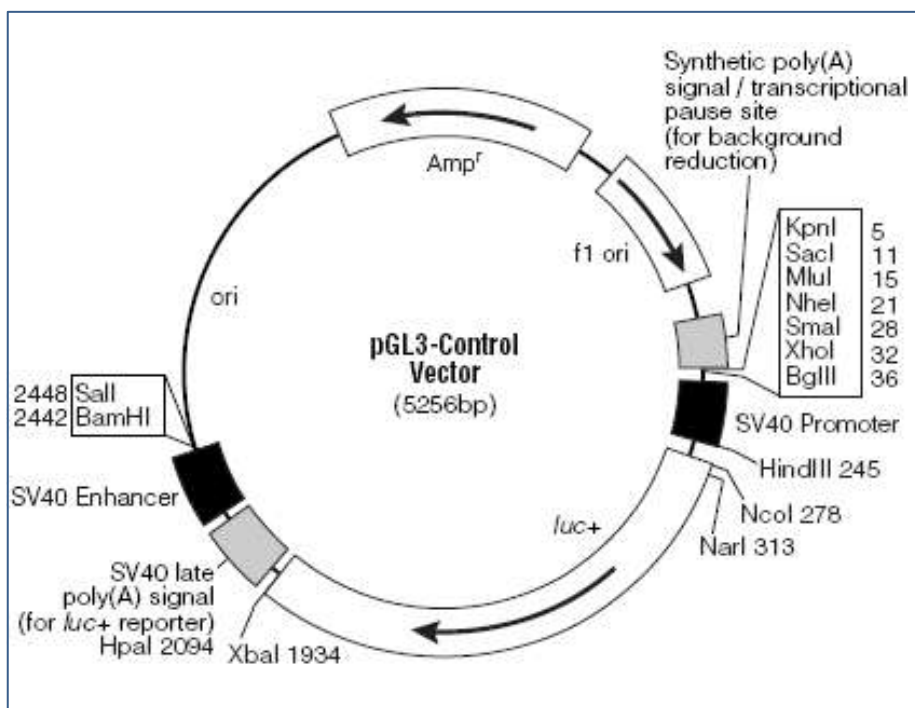 Synthetic poly(A)
signal / transcriptional
pause site
(for background
reduction)
Ampʳ
f1 ori
KpnI 5
SacI 11
MluI 15
NheI 21
SmaI 28
XhoI 32
BglII 36
ori
pGL3-Control
Vector
(5256bp)
2448 SalI
2442 BamHI
SV40 Promoter
HindIII 245
SV40 Enhancer
luc+
NcoI 278
NarI 313
SV40 late
poly(A) signal
(for luc+ reporter)
HpaI 2094
XbaI 1934